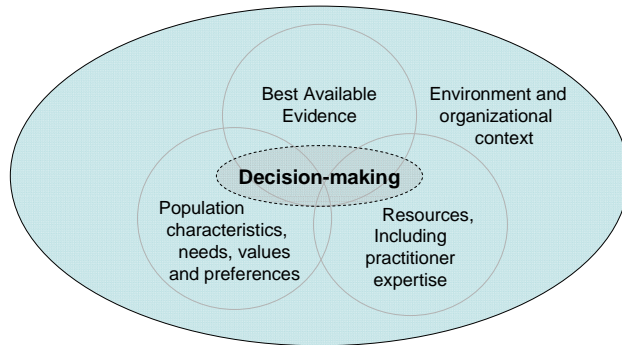 Best Available
Evidence
Environment and
organizational
context
Decision-making
Population
characteristics,
needs, values
and preferences
Resources,
Including
practitioner
expertise